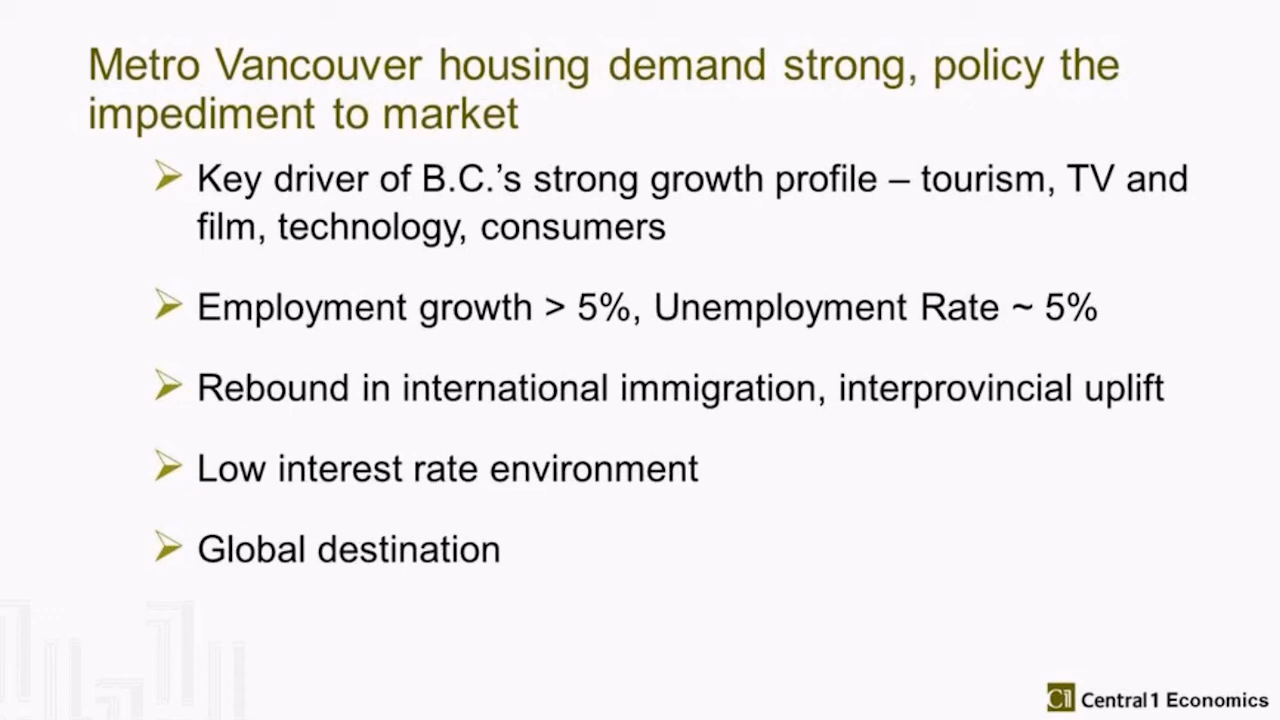 Metro Vancouver housing demand strong, policy the
impediment to market
Key driver of B.C.'s strong growth profile – tourism, TV and
film, technology, consumers
Employment growth > 5%, Unemployment Rate ~ 5%
Rebound in international immigration, interprovincial uplift
Low interest rate environment
Global destination
C1 Central 1 Economics